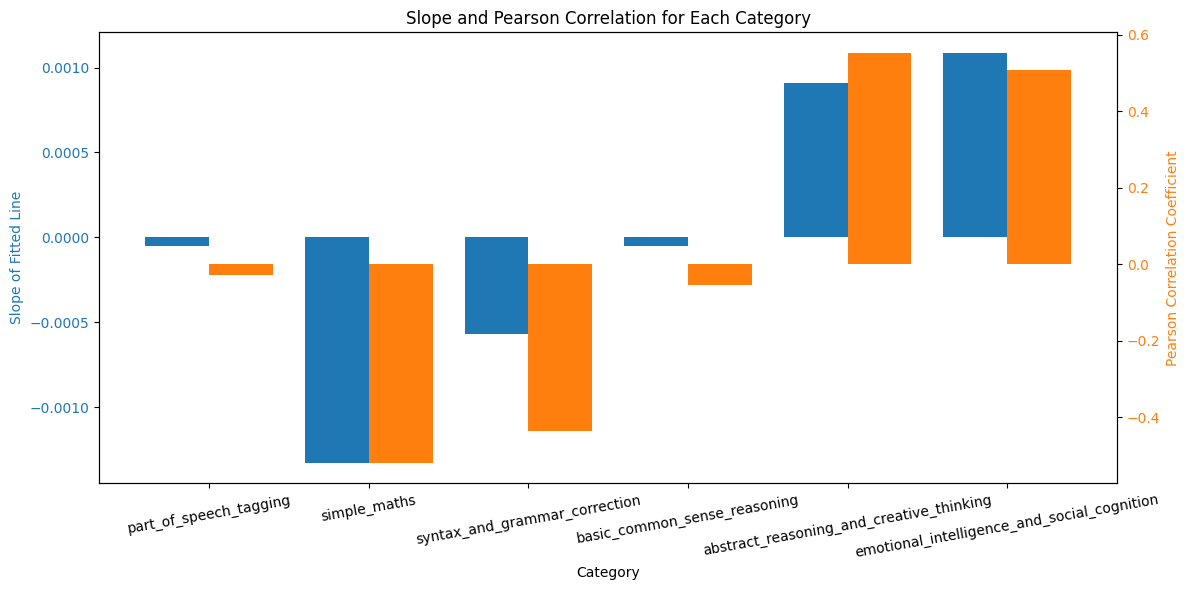 Slope and Pearson Correlation for Each Category
Slope of Fitted Line
0.0010
0.0005
0.0000
−0.0005
−0.0010
0.6
0.4
0.2
0.0
−0.2
−0.4
Pearson Correlation Coefficient
part_of_speech_tagging
simple_maths
syntax_and_grammar_correction
basic_common_sense_reasoning
abstract_reasoning_and_creative_thinking
emotional_intelligence_and_social_cognition
Category